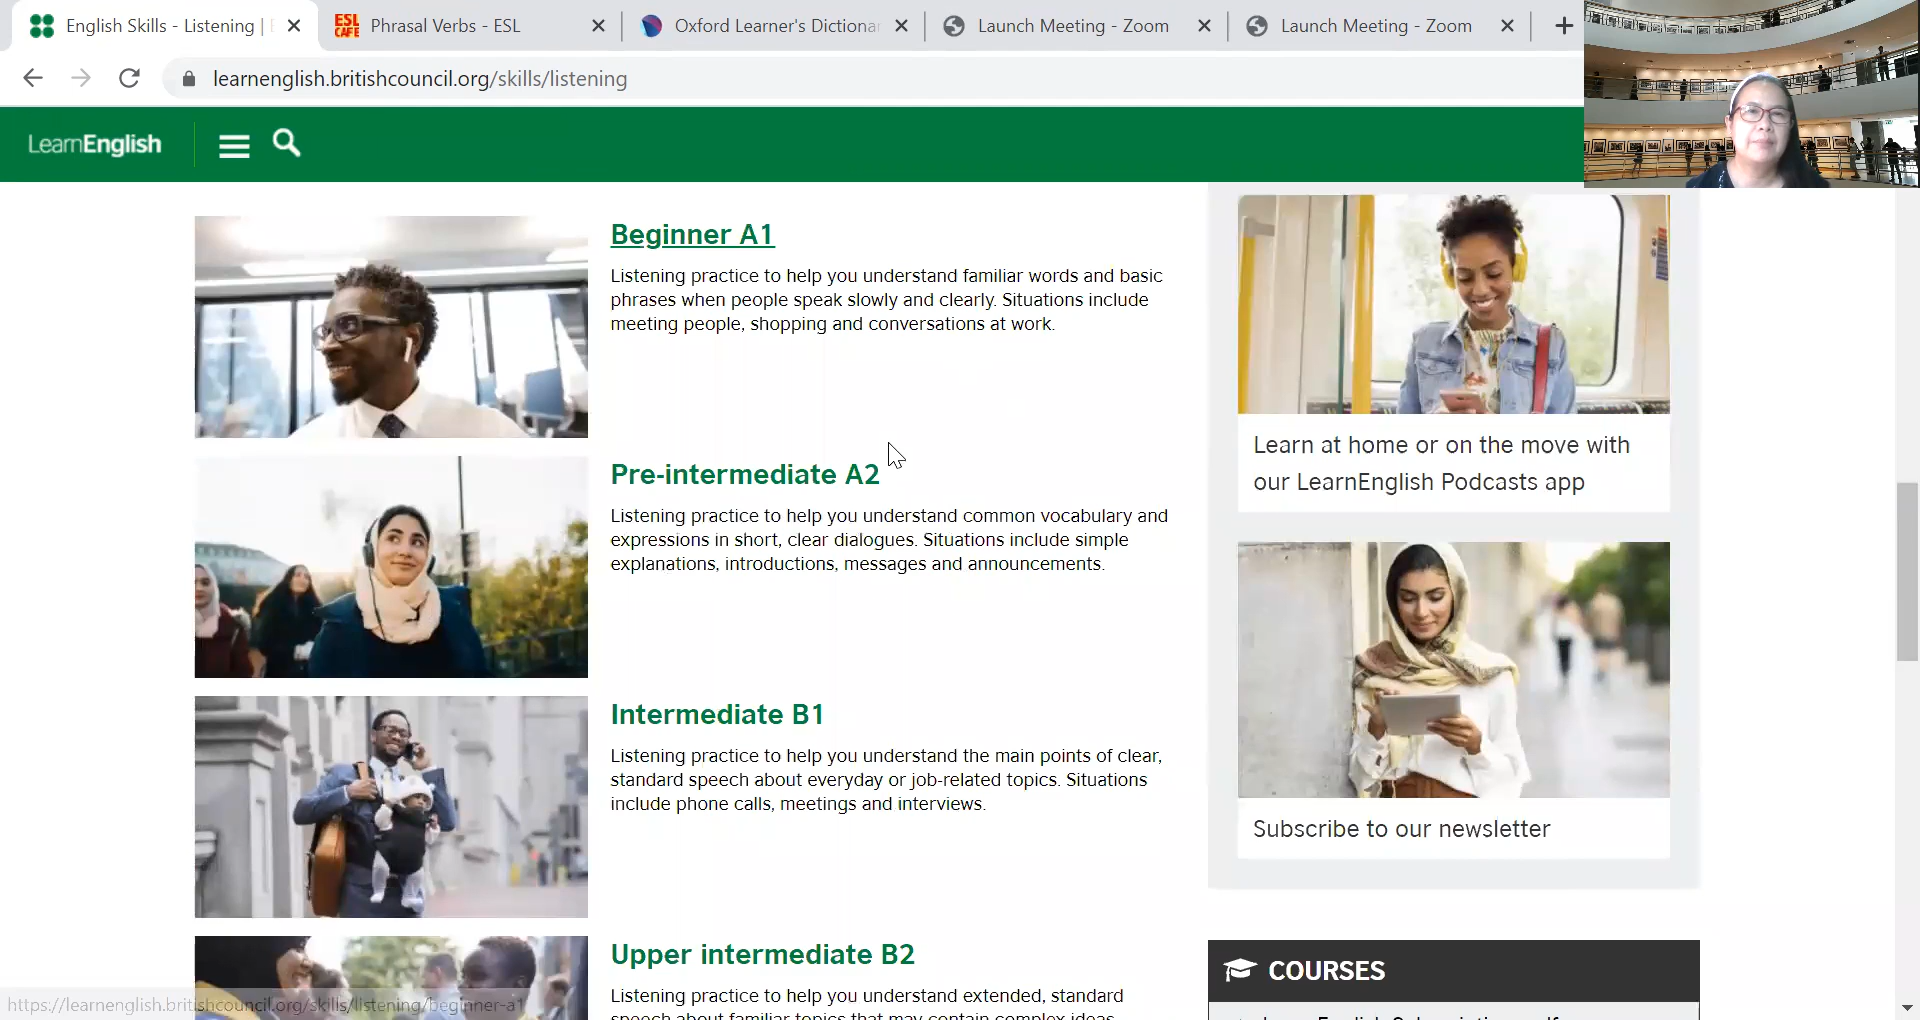 English Skills - Listening |
ESL CAFE
Phrasal Verbs - ESL
Oxford Learner's Dictionar
Launch Meeting - Zoom
Launch Meeting - Zoom
learnenglish.britishcouncil.org/skills/listening
LearnEnglish
Beginner A1
Listening practice to help you understand familiar words and basic
phrases when people speak slowly and clearly. Situations include
meeting people, shopping and conversations at work.
Pre-intermediate A2
Listening practice to help you understand common vocabulary and
expressions in short, clear dialogues. Situations include simple
explanations, introductions, messages and announcements.
Intermediate B1
Listening practice to help you understand the main points of clear,
standard speech about everyday or job-related topics. Situations
include phone calls, meetings and interviews.
Upper intermediate B2
Listening practice to help you understand extended, standard
speech about familiar topics that may contain complex ideas
Learn at home or on the move with
our LearnEnglish Podcasts app
Subscribe to our newsletter
COURSES
https://learnenglish.britishcouncil.org/skills/listening/beginner-a1